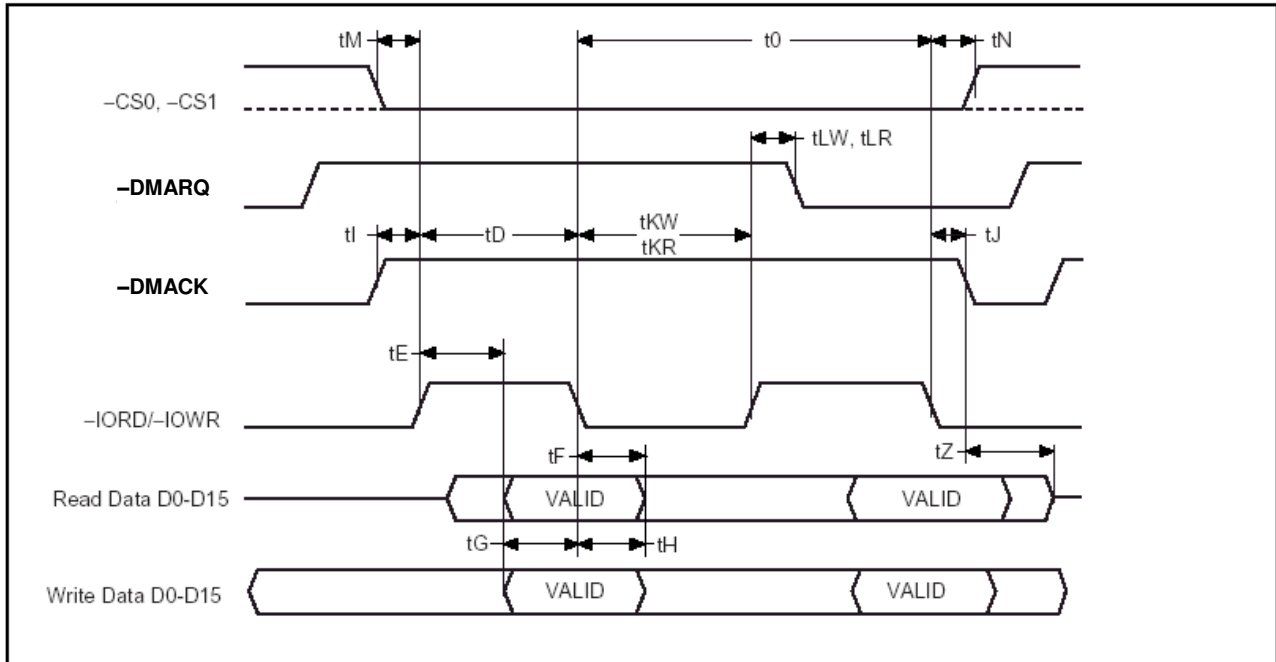 tM
t0
tN
–CS0, –CS1
tLW, tLR
–DMARQ
tI
tD
tKW
tKR
tJ
–DMACK
tE
–IORD/–IOWR
tF
tZ
Read Data D0-D15
VALID
VALID
tG
tH
Write Data D0-D15
VALID
VALID